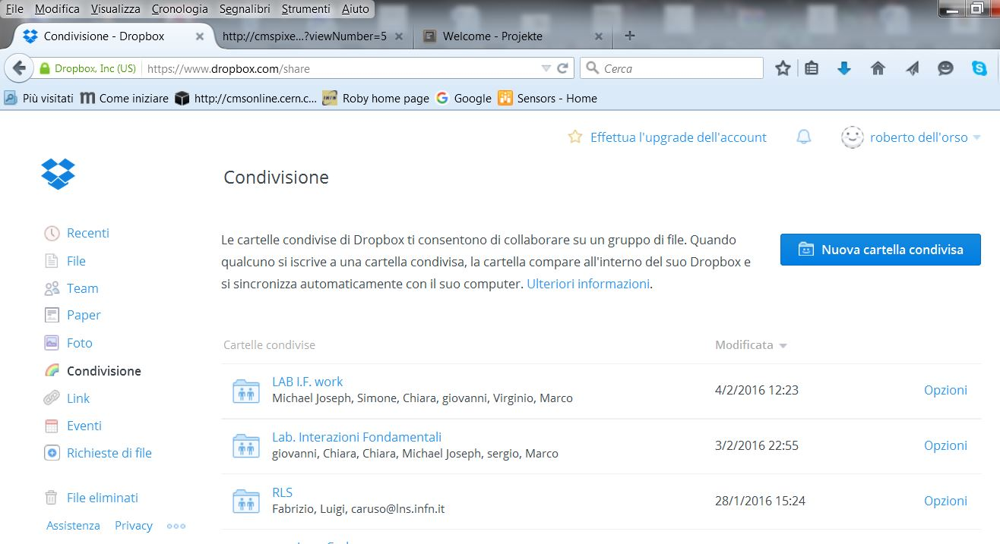 File Modifica Visualizza Cronologia Segnalibri Strumenti Aiuto
Condivisione - Dropbox http://cmspixe...?viewNumber=5 Welcome - Projekte
Dropbox, Inc (US) https://www.dropbox.com/share Cerca
Più visitati Come iniziare http://cmsonline.cern.c... Roby home page Google Sensors - Home
Effettua l'upgrade dell'account roberto dell'orso
Condivisione
Recenti
File
Team
Paper
Foto
Condivisione
Link
Eventi
Richieste di file
File eliminati
Assistenza Privacy
Le cartelle condivise di Dropbox ti consentono di collaborare su un gruppo di file. Quando
qualcuno si iscrive a una cartella condivisa, la cartella compare all'interno del suo Dropbox e
si sincronizza automaticamente con il suo computer. Ulteriori informazioni.
Nuova cartella condivisa
Cartelle condivise Modificata
LAB I.F. work
Michael Joseph, Simone, Chiara, giovanni, Virginio, Marco
4/2/2016 12:23 Opzioni
Lab. Interazioni Fondamentali
giovanni, Chiara, Chiara, Michael Joseph, sergio, Marco
3/2/2016 22:55 Opzioni
RLS
Fabrizio, Luigi, caruso@lns.infn.it
28/1/2016 15:24 Opzioni